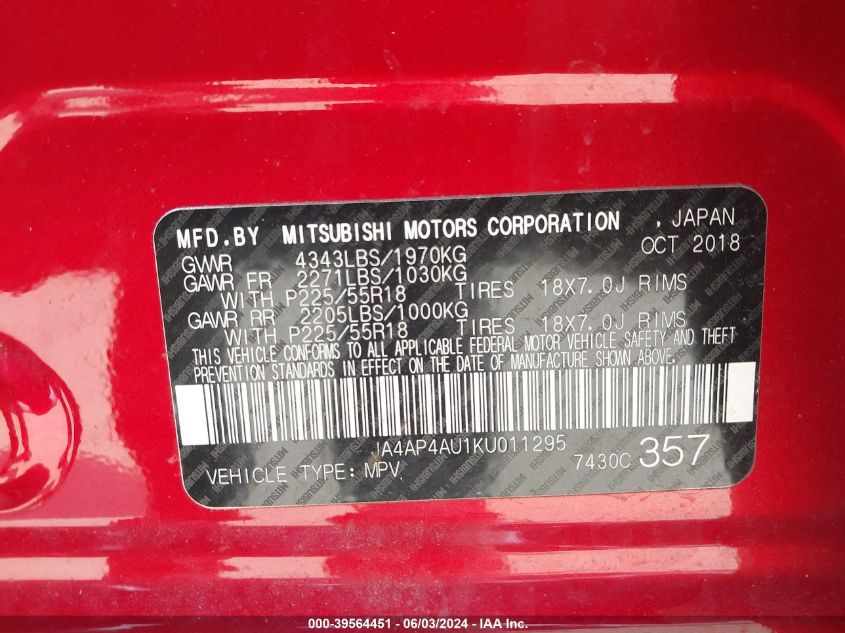 MFD.BY MITSUBISHI MOTORS CORPORATION , JAPAN
OCT 2018
GVWR 4343LBS/1970KG
GAWR FR 2271LBS/1030KG
WITH P225/55R18 TIRES 18X7.0J RIMS
GAWR RR 2205LBS/1000KG
WITH P225/55R18 TIRES 18X7.0J RIMS
THIS VEHICLE CONFORMS TO ALL APPLICABLE FEDERAL MOTOR VEHICLE SAFETY AND THEFT
PREVENTION STANDARDS IN EFFECT ON THE DATE OF MANUFACTURE SHOWN ABOVE.
JA4AP4AU1KU011295
VEHICLE TYPE: MPV 7430C 357
000-39564451 - 06/03/2024 - IAA Inc.